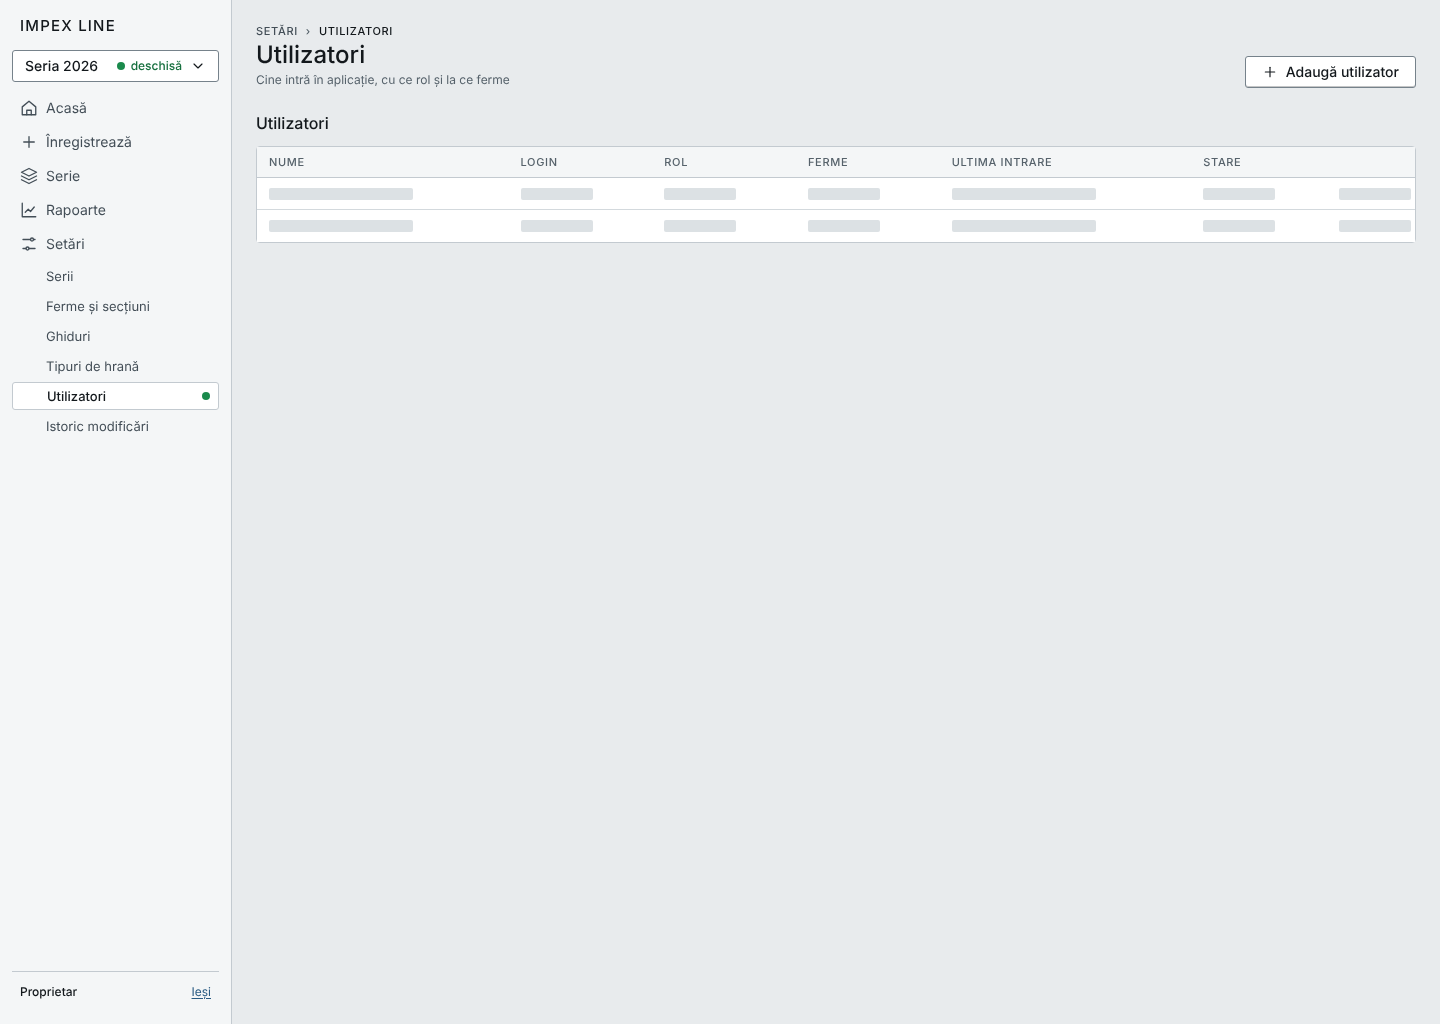 IMPEX LINE
Seria 2026 deschisă
Acasă
Înregistrează
Serie
Rapoarte
Setări
Serii
Ferme și secțiuni
Ghiduri
Tipuri de hrană
Utilizatori
Istoric modificări
Proprietar Ieși
SETĂRI › UTILIZATORI
Utilizatori
Cine intră în aplicație, cu ce rol și la ce ferme
Adaugă utilizator
Utilizatori
NUME LOGIN ROL FERME ULTIMA INTRARE STARE